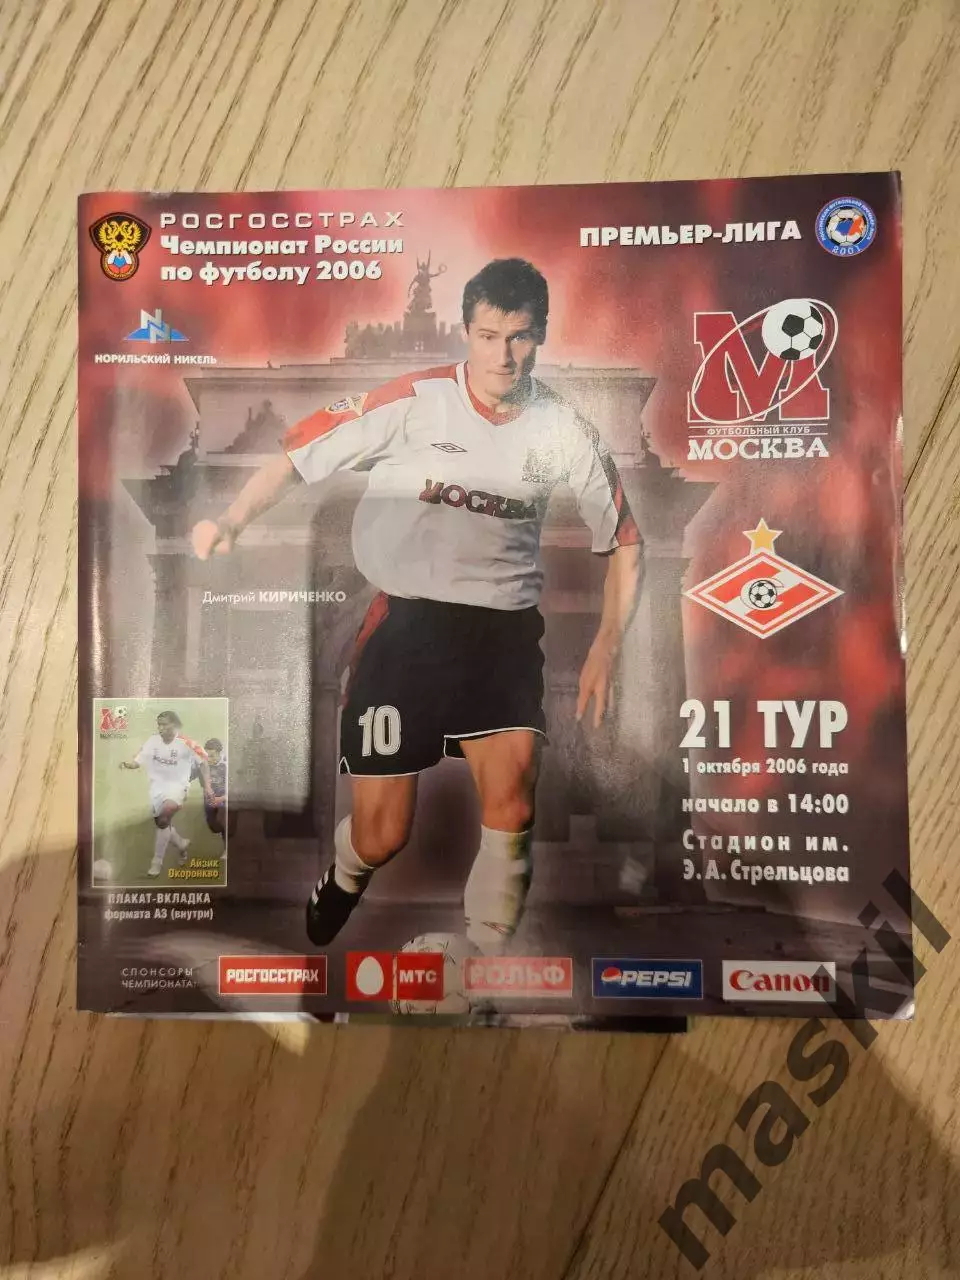 РОСГОССТРАХ
Чемпионат России
по футболу 2006
ПРЕМЬЕР-ЛИГА
2001
НОРИЛЬСКИЙ НИКЕЛЬ
М
ФУТБОЛЬНЫЙ КЛУБ
МОСКВА
МОСКВА
Дмитрий КИРИЧЕНКО
10
21 ТУР
1 октября 2006 года
начало в 14:00
Стадион им.
Э.А.Стрельцова
МОСКВА
Айзик
Окоронкво
ПЛАКАТ-ВКЛАДКА
формата А3 (внутри)
СПОНСОРЫ
ЧЕМПИОНАТА:
РОСГОССТРАХ
МТС
РОЛЬФ
PEPSI
Canon
maskil